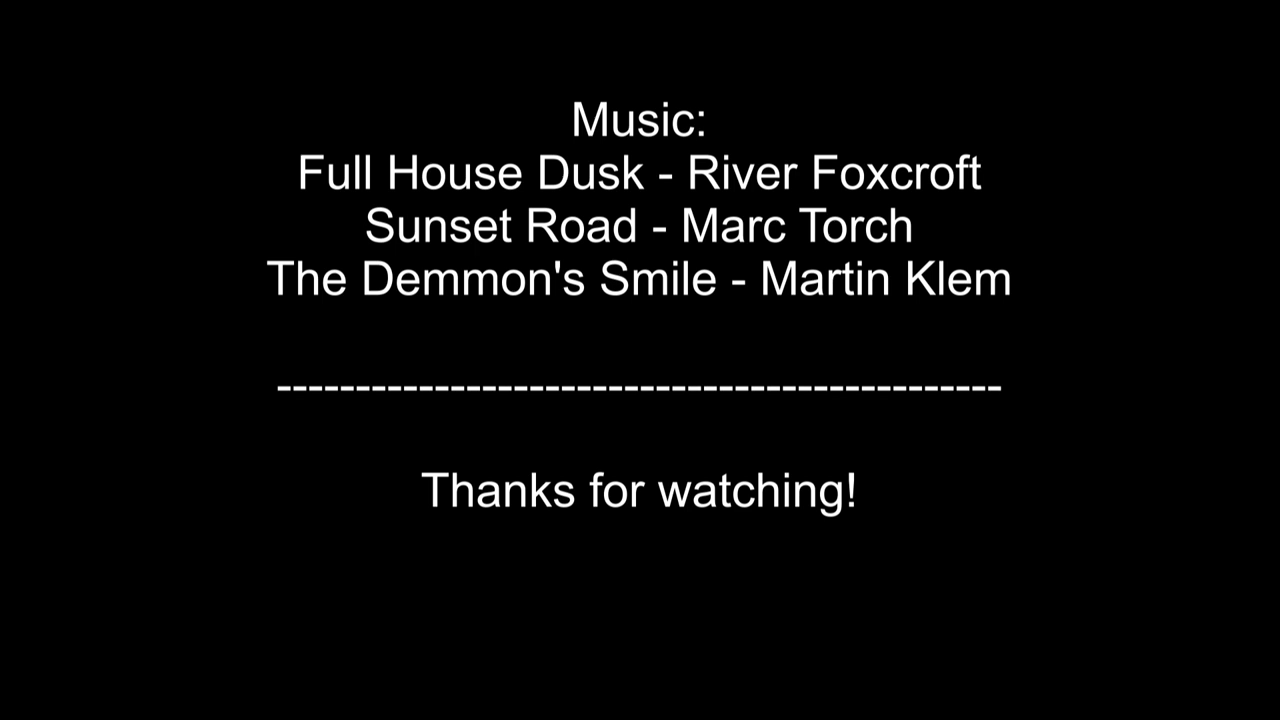 Music:
Full House Dusk - River Foxcroft
Sunset Road - Marc Torch
The Demmon's Smile - Martin Klem
----------------------------------------------
Thanks for watching!